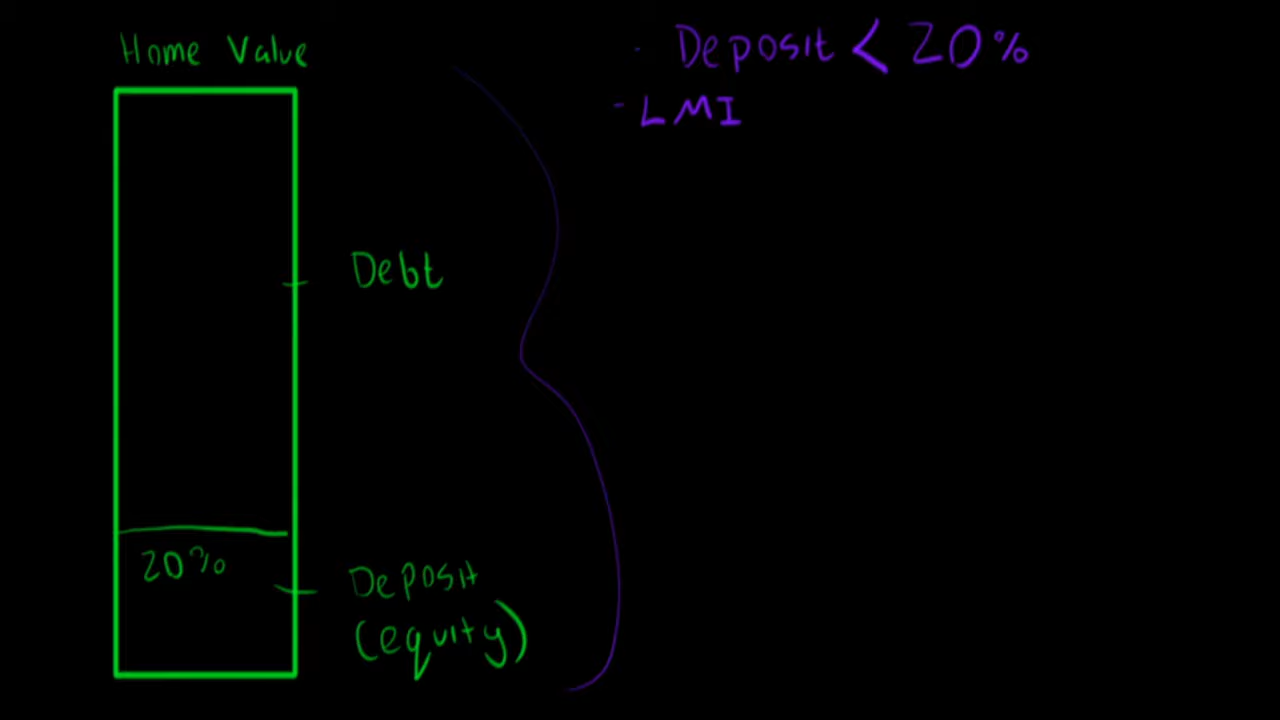 Home Value
Debt
20%
Deposit
(equity)
- Deposit < 20%
- LMI